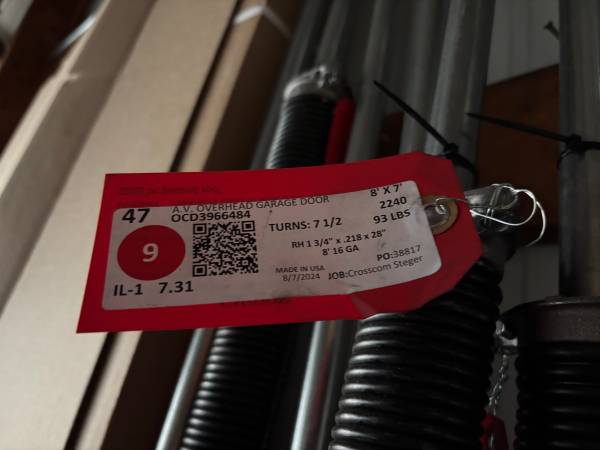 A.V. OVERHEAD GARAGE DOOR
47
OCD3966484
8' X 7'
2240
93 LBS
TURNS: 7 1/2
9
RH 1 3/4" x .218 x 28"
8' 16 GA
PO:38817
MADE IN USA
8/7/2024
JOB:Crosscom Steger
IL-1 7.31